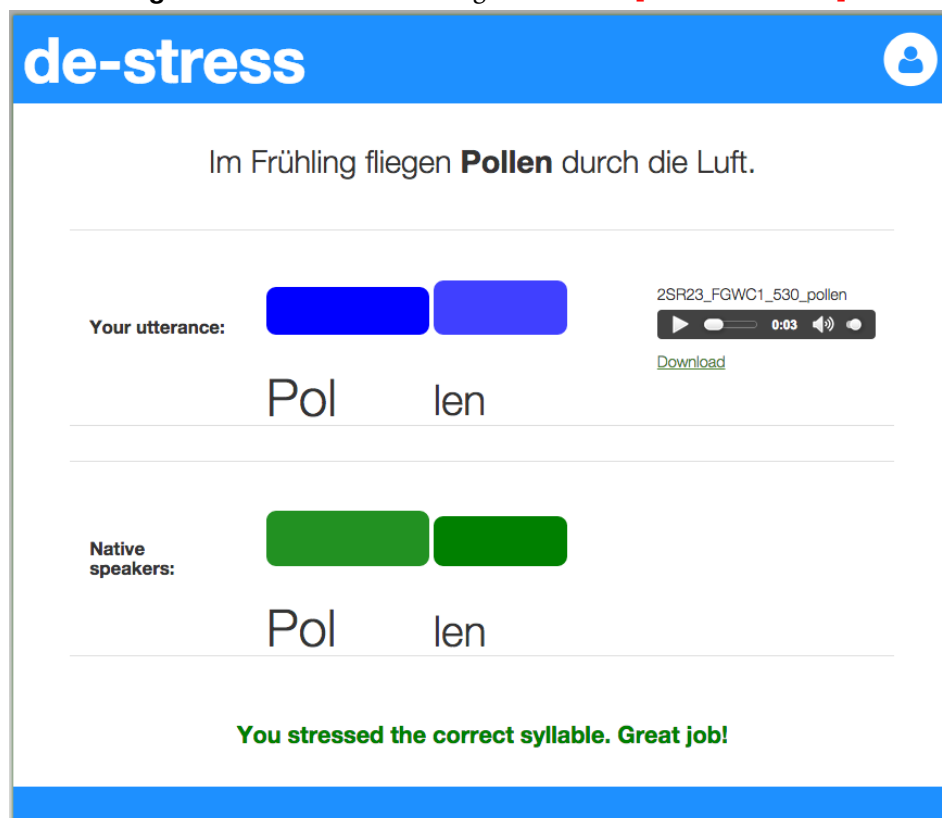 de-stress
Im Frühling fliegen Pollen durch die Luft.
Your utterance:
2SR23_FGWC1_530_pollen
0:03
Download
Pol len
Native
speakers:
Pol len
You stressed the correct syllable. Great job!